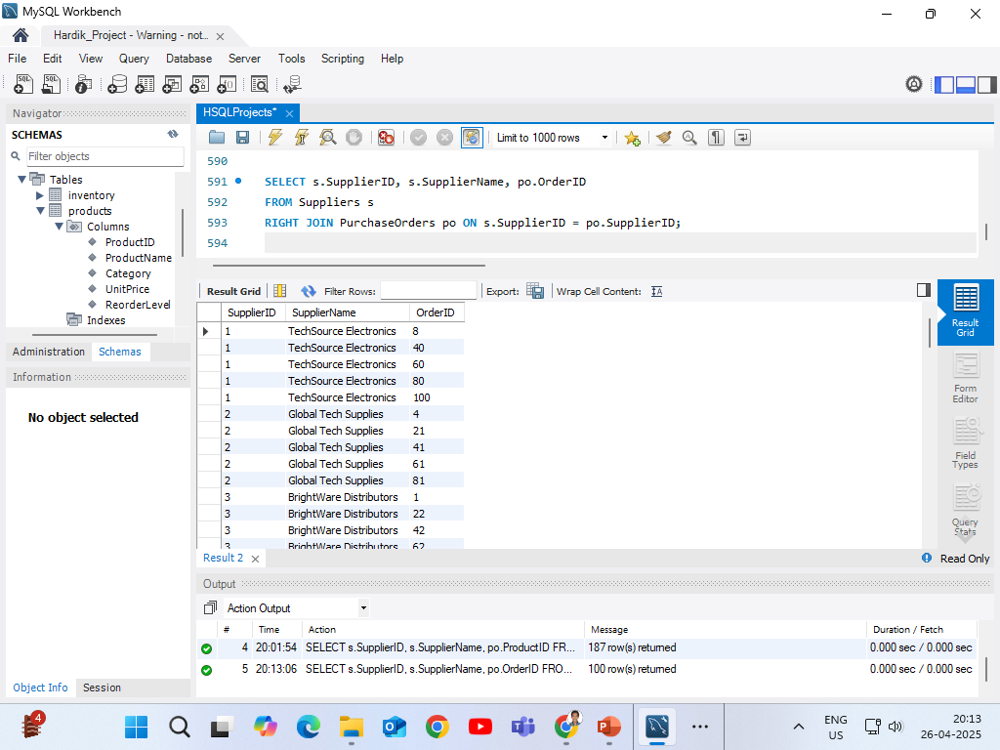 MySQL Workbench
Hardik_Project - Warning - not...
File Edit View Query Database Server Tools Scripting Help
Navigator
SCHEMAS
Filter objects
Tables
inventory
products
Columns
ProductID
ProductName
Category
UnitPrice
ReorderLevel
Indexes
Administration Schemas
Information
No object selected
Object Info Session
HSQLProjects*
Limit to 1000 rows
590
591 SELECT s.SupplierID, s.SupplierName, po.OrderID
592 FROM Suppliers s
593 RIGHT JOIN PurchaseOrders po ON s.SupplierID = po.SupplierID;
594
Result Grid Filter Rows: Export: Wrap Cell Content: IA
SupplierID SupplierName OrderID
1 TechSource Electronics 8
1 TechSource Electronics 40
1 TechSource Electronics 60
1 TechSource Electronics 80
1 TechSource Electronics 100
2 Global Tech Supplies 4
2 Global Tech Supplies 21
2 Global Tech Supplies 41
2 Global Tech Supplies 61
2 Global Tech Supplies 81
3 BrightWare Distributors 1
3 BrightWare Distributors 22
3 BrightWare Distributors 42
3 BrightWare Distributors 62
Result Grid
Form Editor
Field Types
Query Stats
Result 2
Read Only
Output
Action Output
# Time Action Message Duration / Fetch
4 20:01:54 SELECT s.SupplierID, s.SupplierName, po.ProductID FR... 187 row(s) returned 0.000 sec / 0.000 sec
5 20:13:06 SELECT s.SupplierID, s.SupplierName, po.OrderID FRO... 100 row(s) returned 0.000 sec / 0.000 sec
4
ENG
US
20:13
26-04-2025